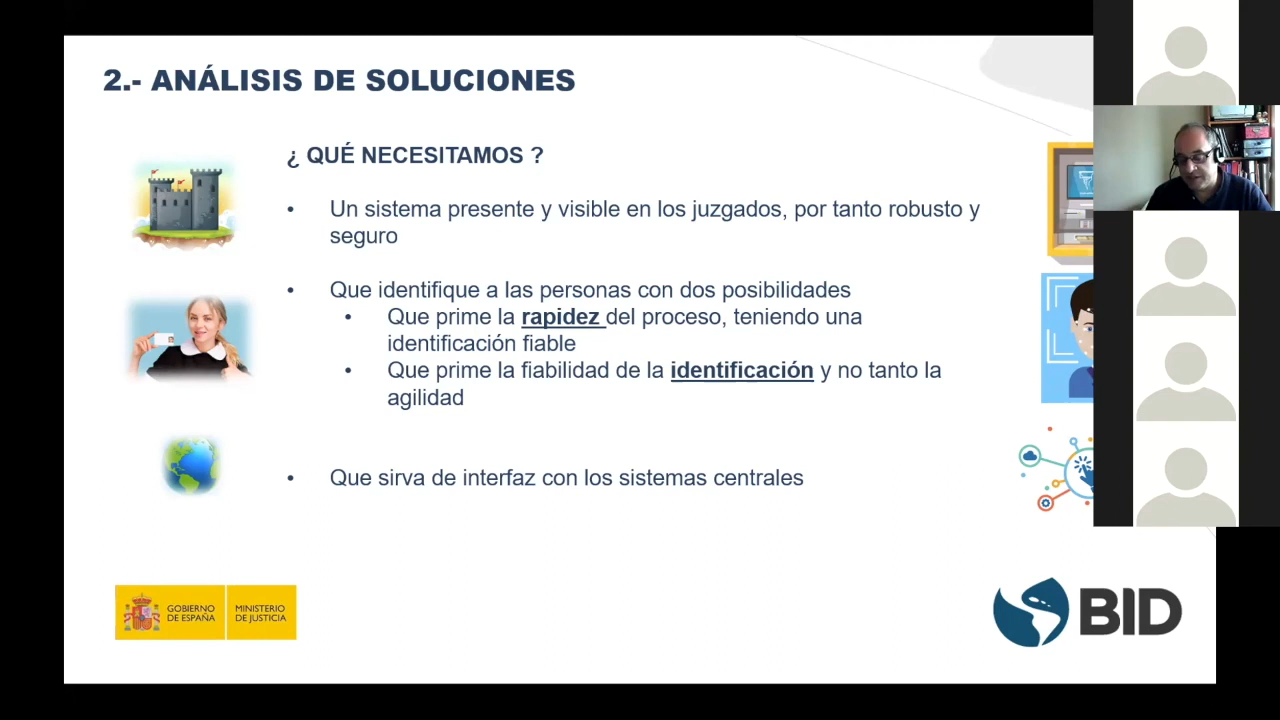 2.- ANÁLISIS DE SOLUCIONES
¿ QUÉ NECESITAMOS ?
• Un sistema presente y visible en los juzgados, por tanto robusto y
seguro
• Que identifique a las personas con dos posibilidades
• Que prime la rapidez del proceso, teniendo una
identificación fiable
• Que prime la fiabilidad de la identificación y no tanto la
agilidad
• Que sirva de interfaz con los sistemas centrales
GOBIERNO
DE ESPAÑA
MINISTERIO
DE JUSTICIA
BID